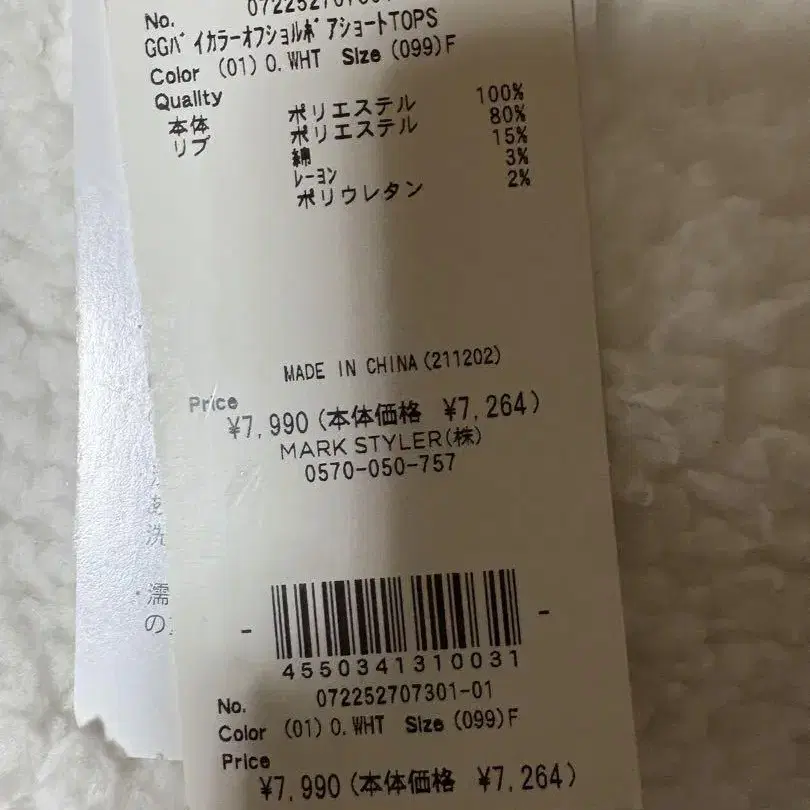 No. 072252707301
GGバイカラーオフショルボアショートTOPS
Color (01) O.WHT Size (099)F
Quality
本体 ポリエステル 100%
リブ ポリエステル 80%
綿 15%
レーヨン 3%
ポリウレタン 2%
MADE IN CHINA (211202)
Price
¥7,990 (本体価格 ¥7,264)
MARK STYLER(株)
0570-050-757
4550341310031
No. 072252707301-01
Color (01) O.WHT Size (099)F
Price
¥7,990 (本体価格 ¥7,264)
洗
・濡
の